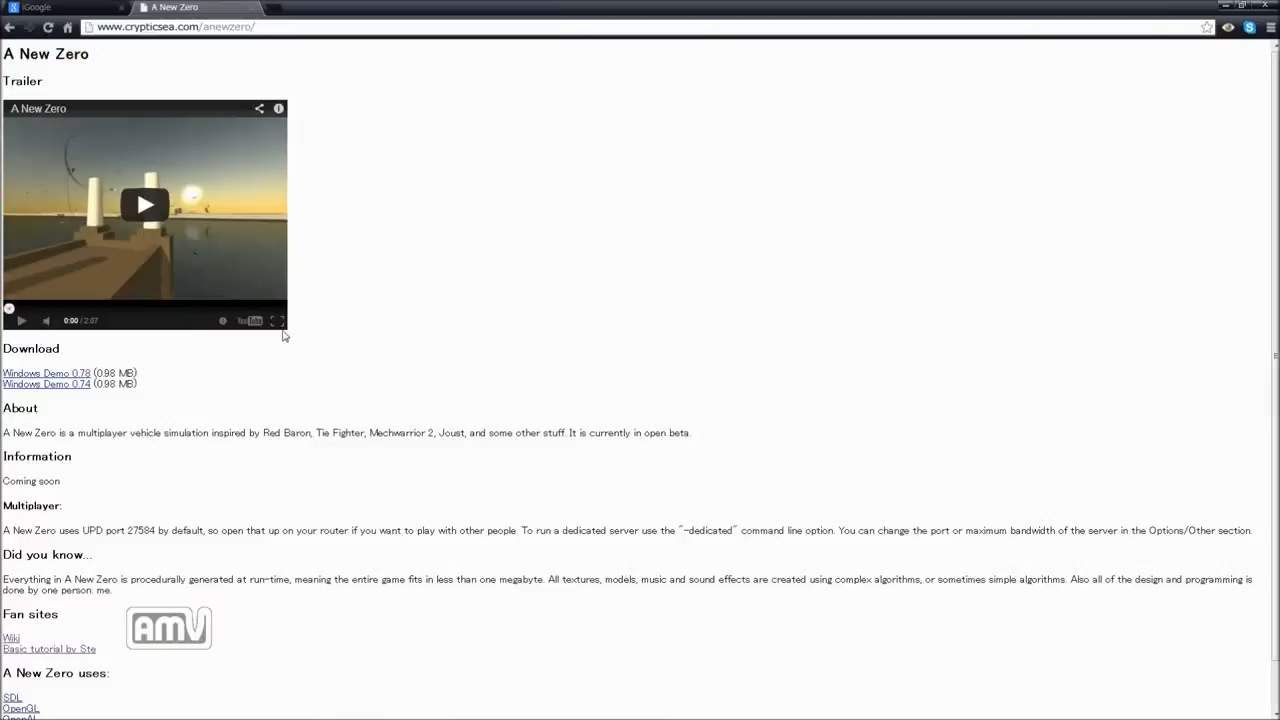 iGoogle
A New Zero
www.crypticsea.com/anewzero/
A New Zero
Trailer
A New Zero
0:00 / 2:07
YouTube
Download
Windows Demo 0.78 (0.98 MB)
Windows Demo 0.74 (0.98 MB)
About
A New Zero is a multiplayer vehicle simulation inspired by Red Baron, Tie Fighter, Mechwarrior 2, Joust, and some other stuff. It is currently in open beta.
Information
Coming soon
Multiplayer:
A New Zero uses UPD port 27584 by default, so open that up on your router if you want to play with other people. To run a dedicated server use the "-dedicated" command line option. You can change the port or maximum bandwidth of the server in the Options/Other section.
Did you know...
Everything in A New Zero is procedurally generated at run-time, meaning the entire game fits in less than one megabyte. All textures, models, music and sound effects are created using complex algorithms, or sometimes simple algorithms. Also all of the design and programming is
done by one person: me.
Fan sites
Wiki
Basic tutorial by Ste
AMV
A New Zero uses:
SDL
OpenGL
OpenAL